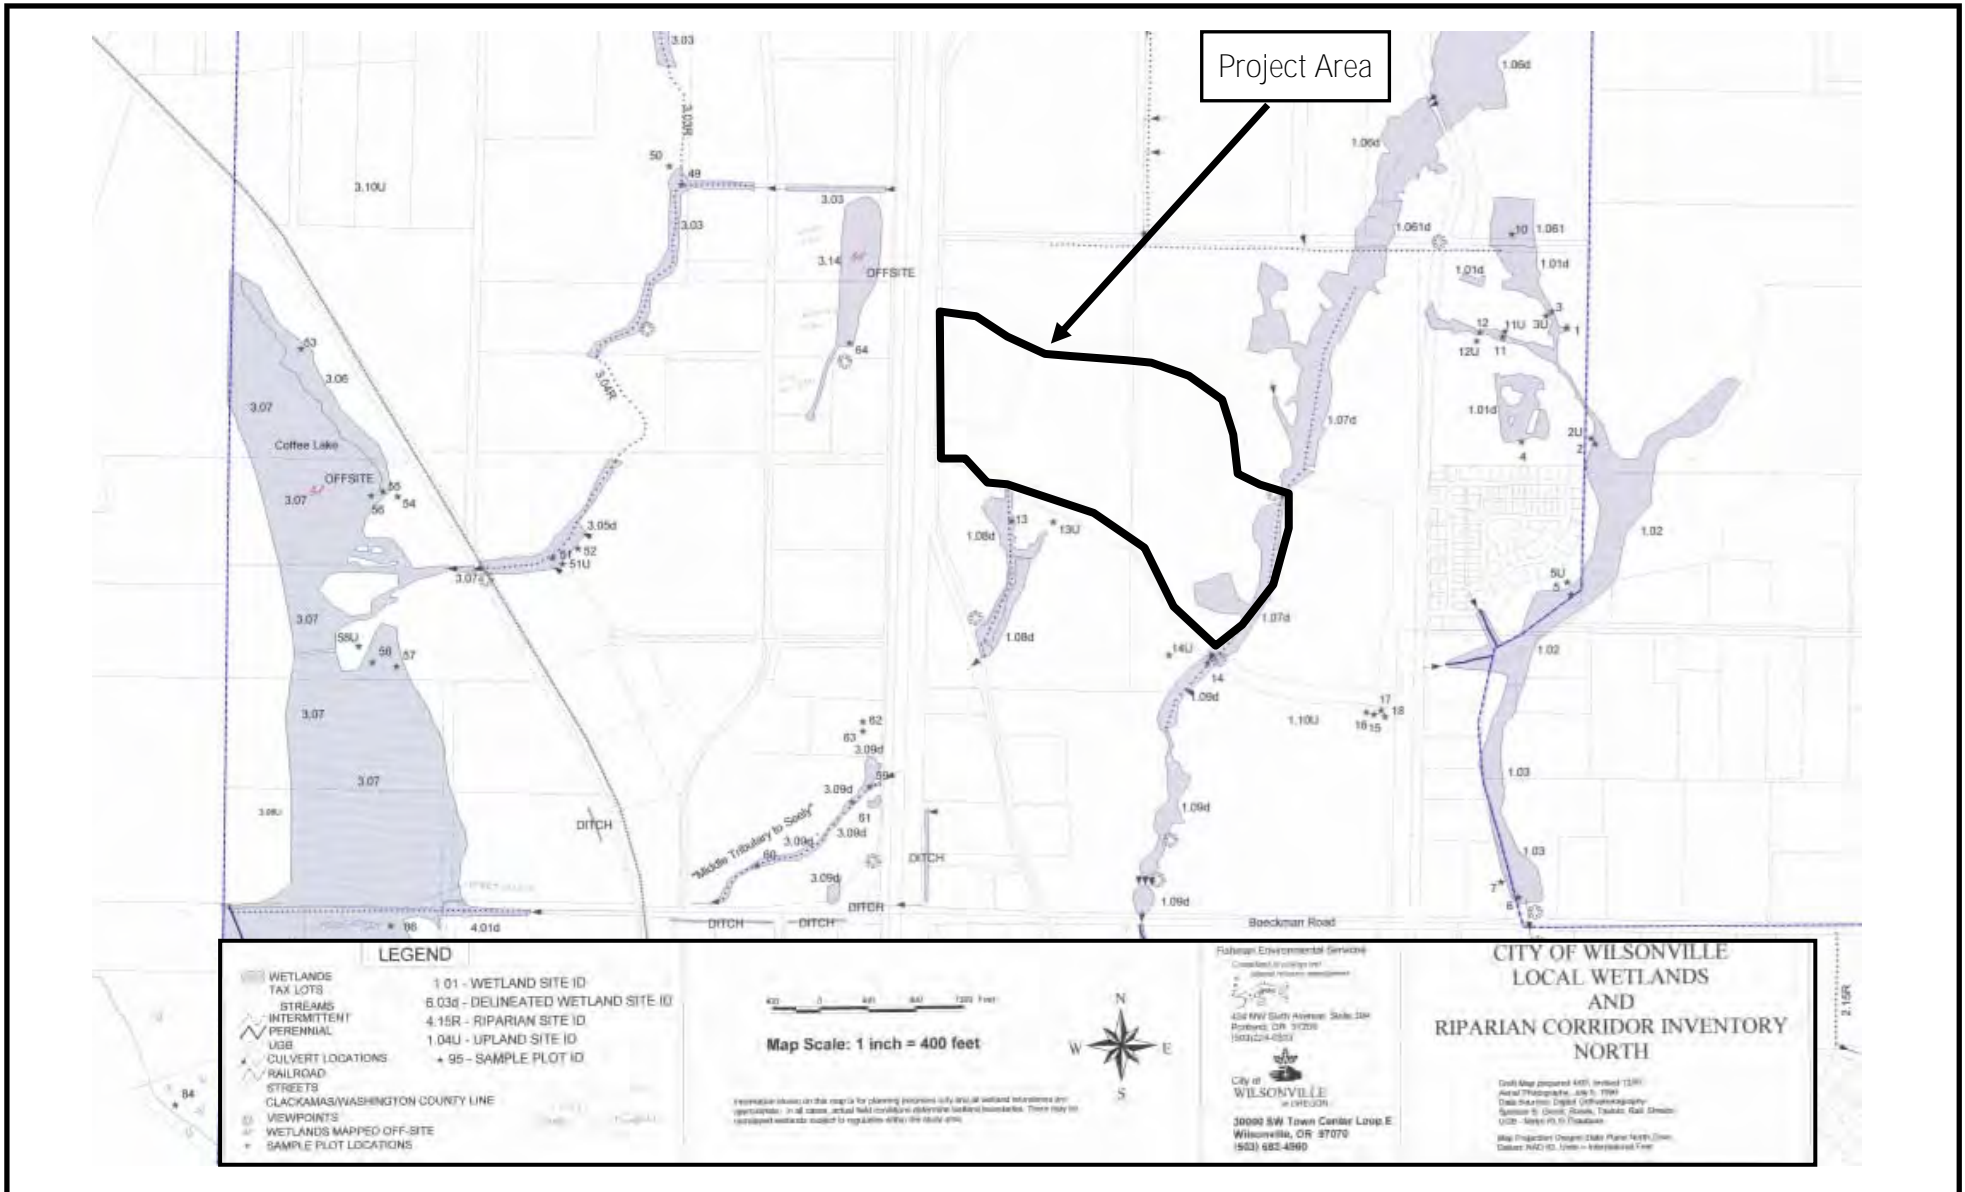 Project Area
3.03
1.06d
3.03R
1.06d
50
49
3.10U
3.03
3.03
3.14
OFFSITE
1.061d
10
1.061
1.01d
1.01d
3
3U
1
12
11U
12U
11
53
3.06
64
3.04R
3.07
1.07d
1.01d
2U
2
4
Coffee Lake
OFFSITE
3.07
55
56
54
3.05d
13
13U
1.08d
1.02
51
52
51U
3.07
5U
5
3.07
1.07d
58U
58
57
1.08d
14U
14
1.02
1.09d
3.07
17
18
16
15
1.10U
62
63
3.09d
1.03
3.07
59
3.09d
1.09d
DITCH
61
3.09d
3.09d
"Middle Tributary to Seely"
60
DITCH
1.03
3.09d
7
6
DITCH
1.09d
DITCH
DITCH
Boeckman Road
86
4.01d
LEGEND
WETLANDS
TAX LOTS
STREAMS
INTERMITTENT
PERENNIAL
UGB
CULVERT LOCATIONS
RAILROAD
STREETS
CLACKAMAS/WASHINGTON COUNTY LINE
VIEWPOINTS
WETLANDS MAPPED OFF-SITE
SAMPLE PLOT LOCATIONS
1.01 - WETLAND SITE ID
6.03d - DELINEATED WETLAND SITE ID
4.15R - RIPARIAN SITE ID
1.04U - UPLAND SITE ID
95 - SAMPLE PLOT ID
Map Scale: 1 inch = 400 feet
N
W
E
S
Fishman Environmental Services
City of
WILSONVILLE
in OREGON
30000 SW Town Center Loop E
Wilsonville, OR 97070
(503) 682-4960
CITY OF WILSONVILLE
LOCAL WETLANDS
AND
RIPARIAN CORRIDOR INVENTORY
NORTH
2.15R
84